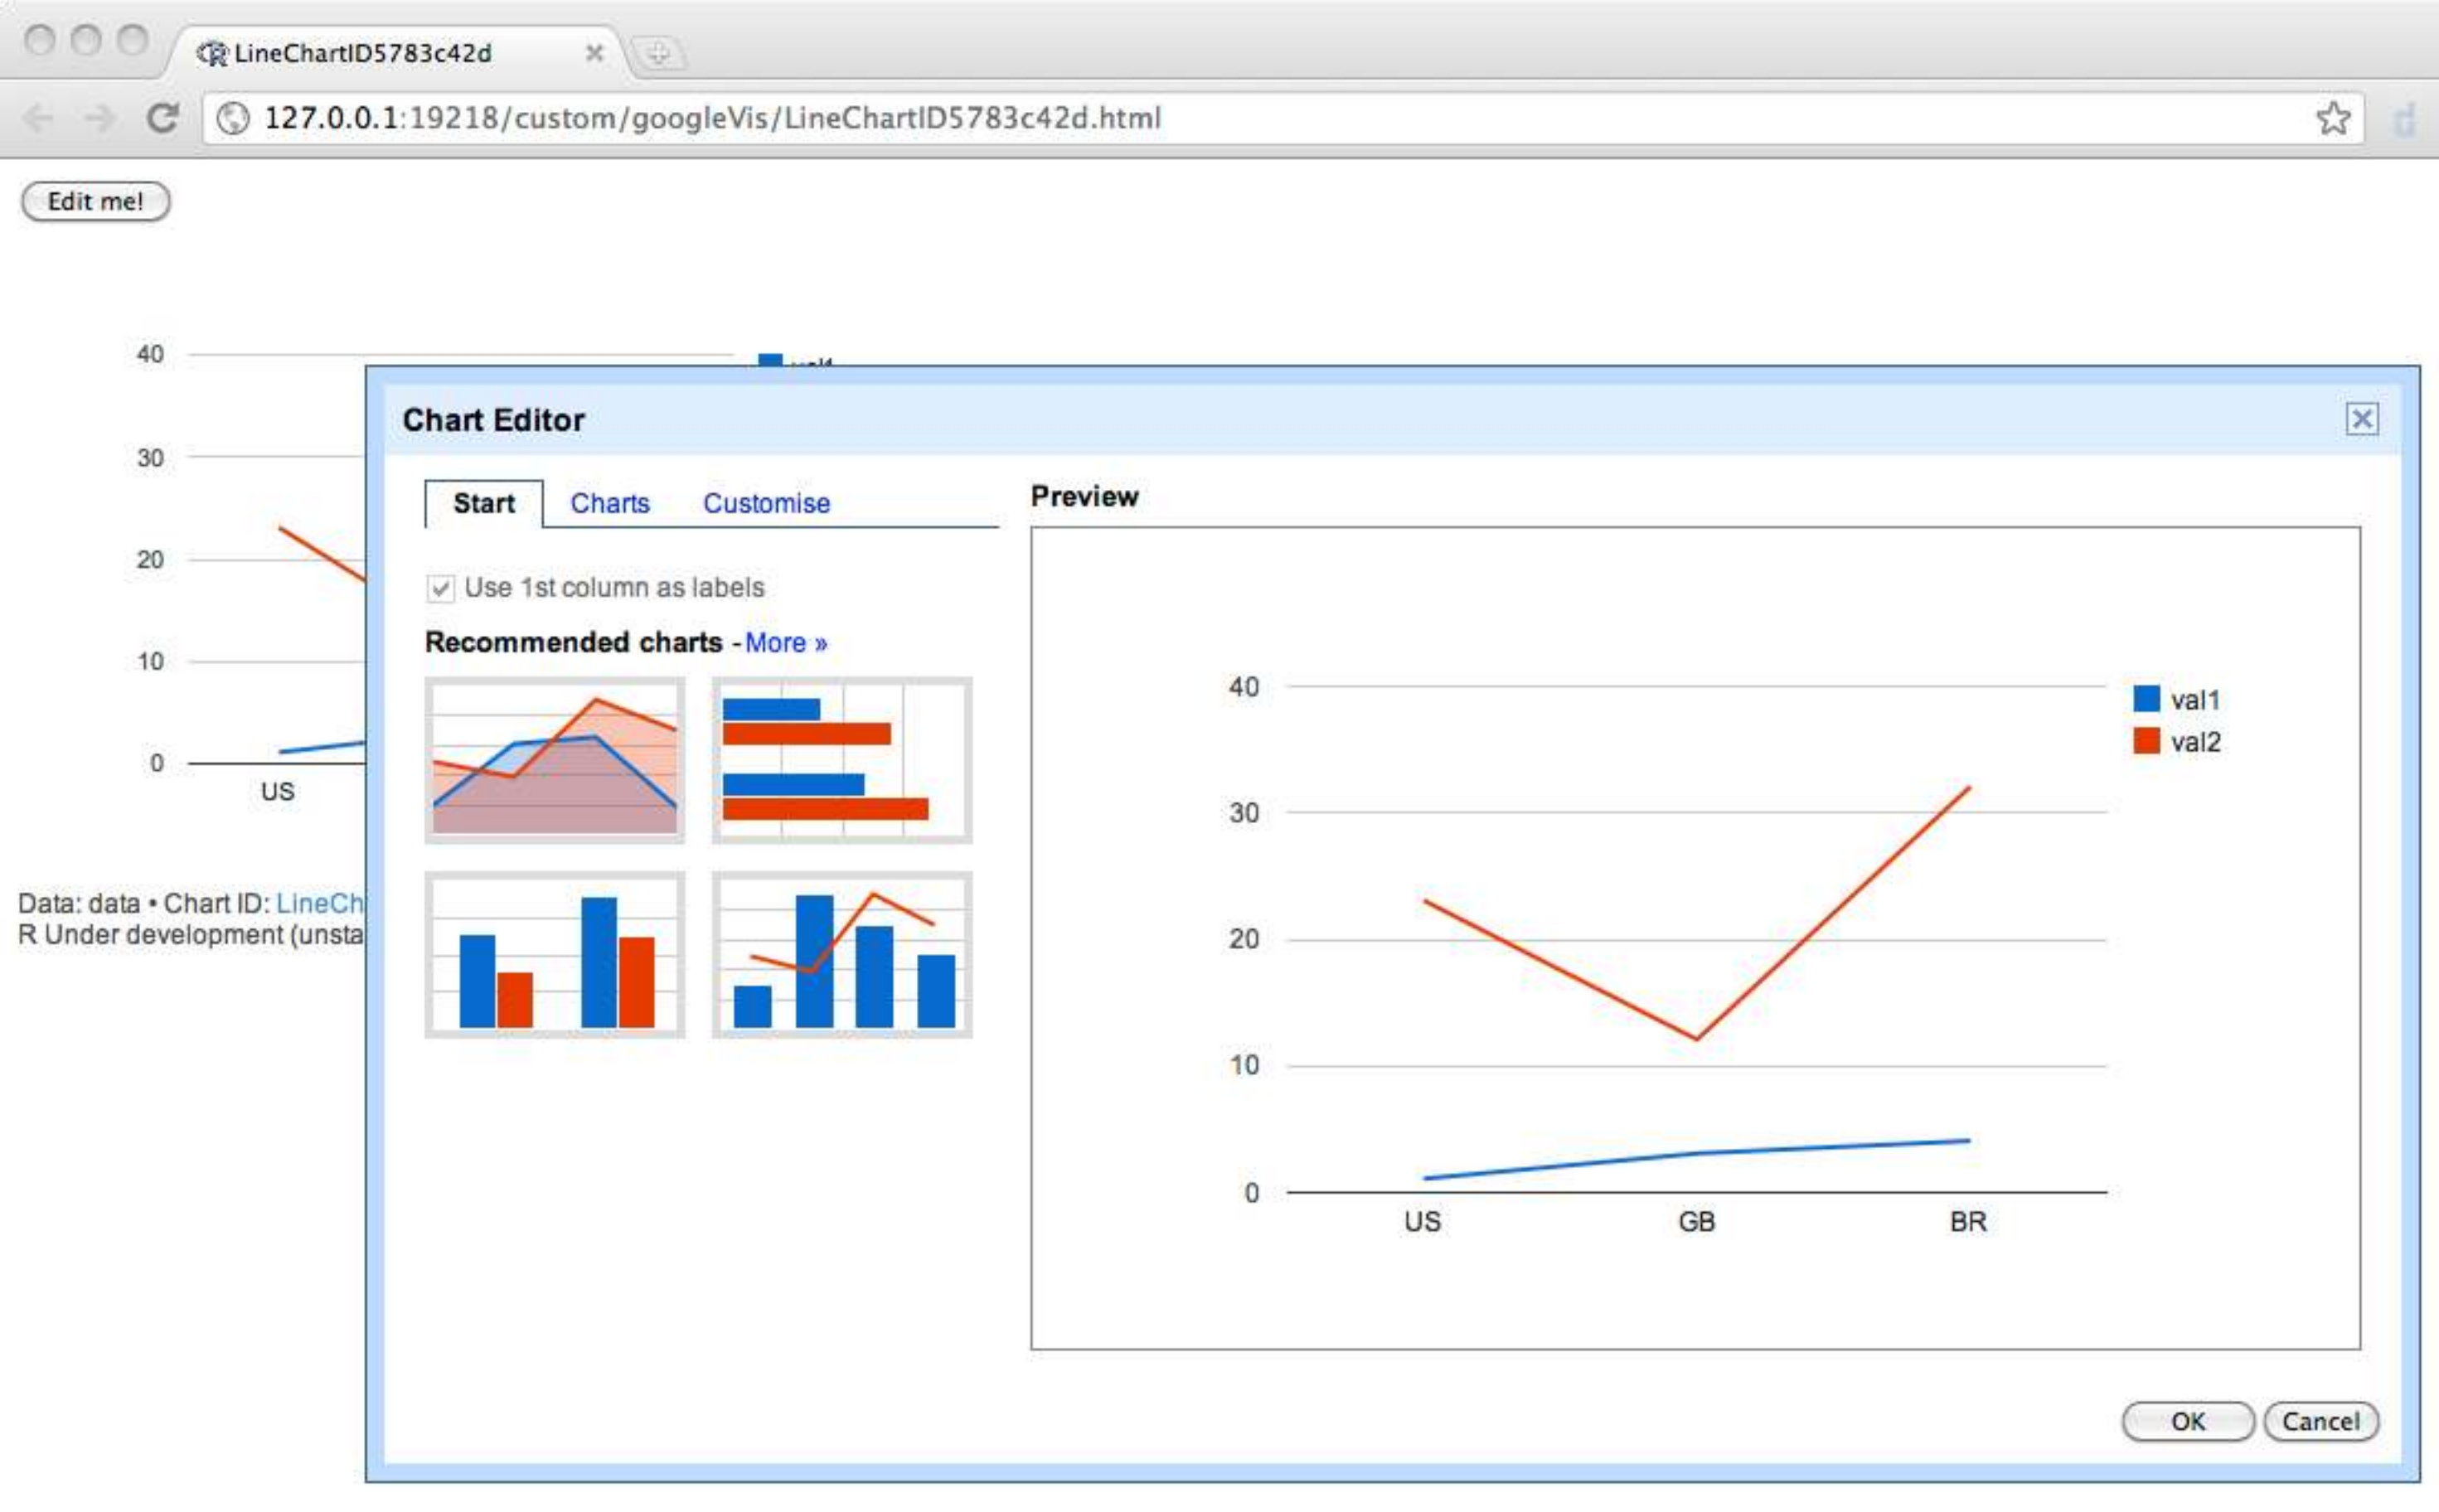 LineChartID5783c42d
127.0.0.1:19218/custom/googleVis/LineChartID5783c42d.html
Edit me!
40
30
20
10
0
US
Data: data • Chart ID: LineCh
R Under development (unsta
Chart Editor
Start Charts Customise
Use 1st column as labels
Recommended charts - More »
Preview
40
30
20
10
0
US GB BR
val1
val2
OK Cancel